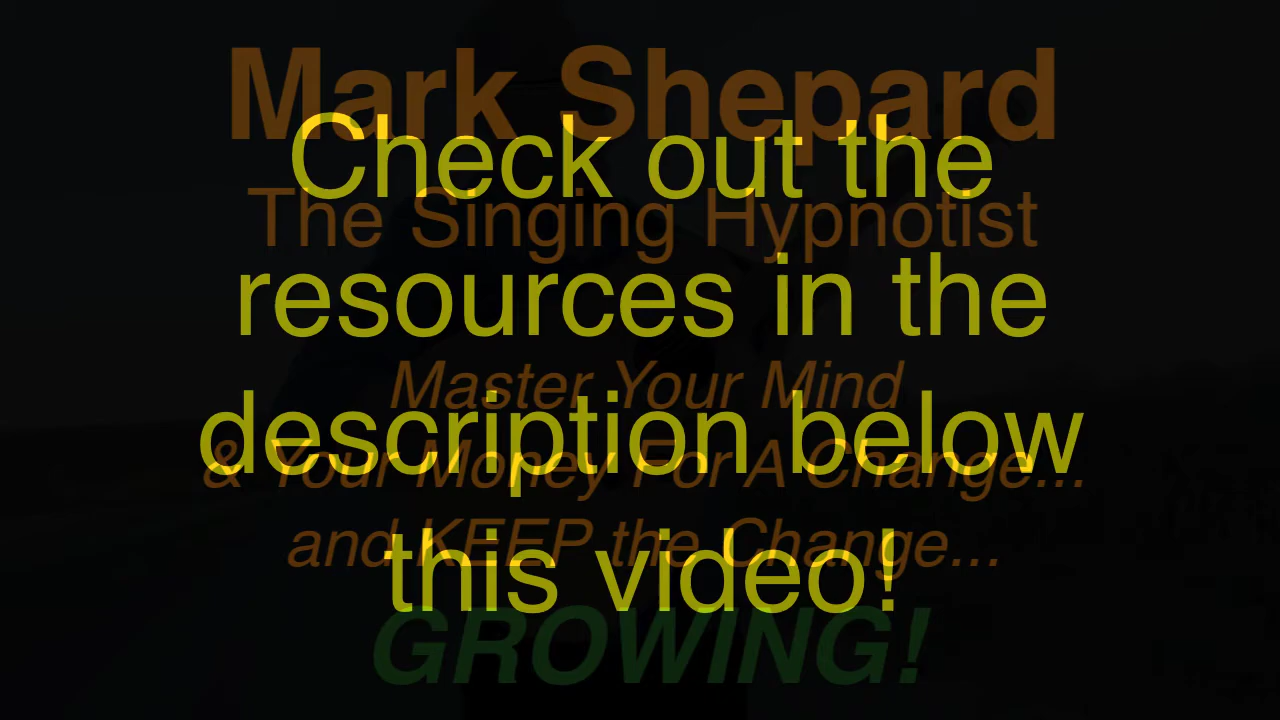 Mark Shepard
Check out the
The Singing Hypnotist
resources in the
Master Your Mind
description below
& Your Money For A Change...
and KEEP the Change...
this video!
GROWING!